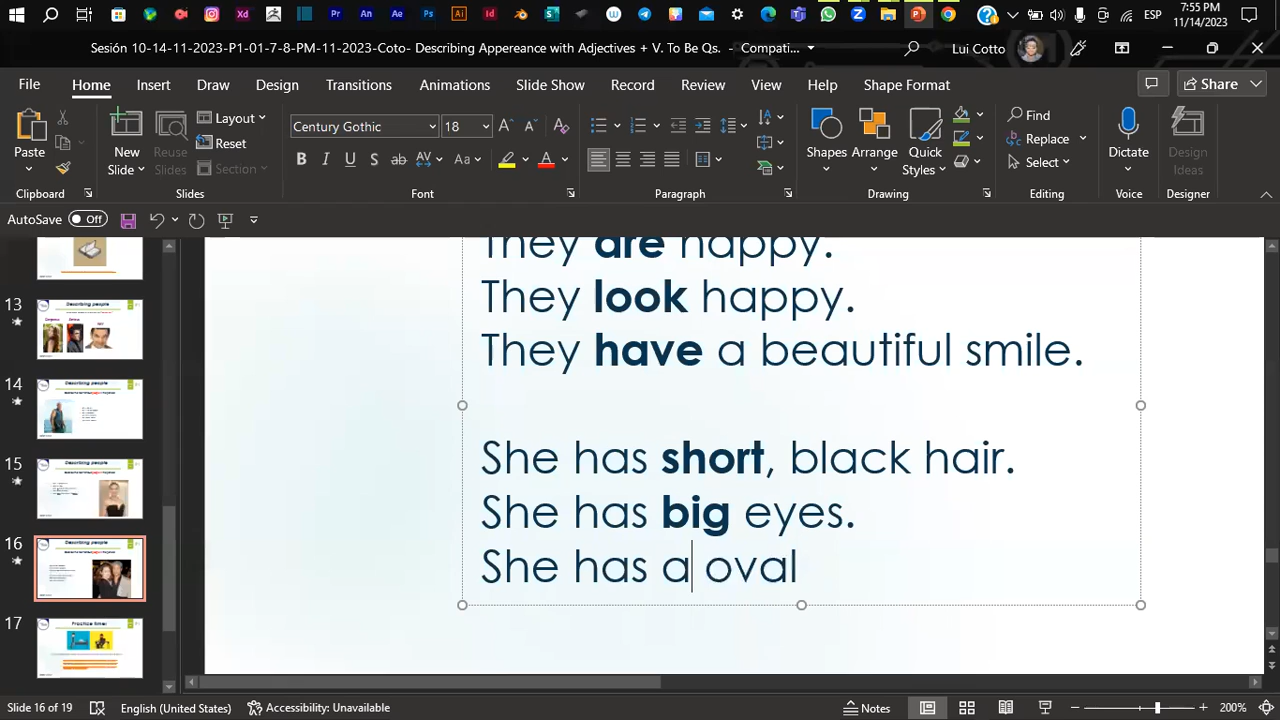 7:55 PM
ESP
11/14/2023
Sesión 10-14-11-2023-P1-01-7-8-PM-11-2023-Coto- Describing Appereance with Adjectives + V. To Be Qs. - Compati...
Lui Cotto
File Home Insert Draw Design Transitions Animations Slide Show Record Review View Help Shape Format Share
Paste
New Slide
Reuse Slides
Layout
Reset
Section
Century Gothic 18
Shapes Arrange Quick Styles
Find
Replace
Select
Dictate
Design Ideas
Clipboard Slides Font Paragraph Drawing Editing Voice Designer
AutoSave Off
They are happy.
They look happy.
They have a beautiful smile.
She has short, black hair.
She has big eyes.
She has a oval
13
Describing people
14
Describing people
15
Describing people
16
Describing people
17
Practice time!
Slide 16 of 19 English (United States) Accessibility: Unavailable Notes 200%